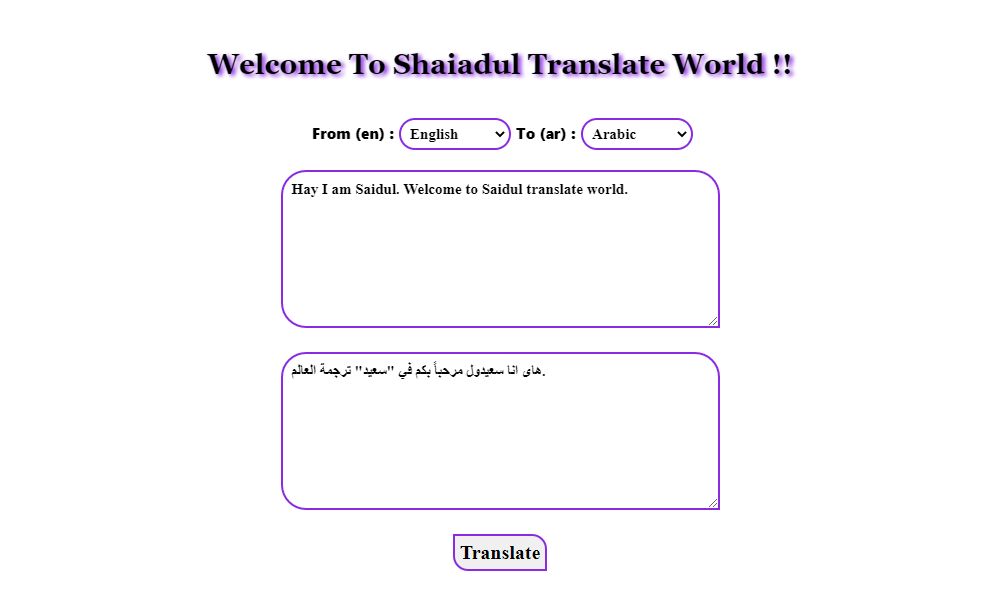 Welcome To Shaiadul Translate World !!
From (en) : English To (ar) : Arabic
Hay I am Saidul. Welcome to Saidul translate world.
هاى انا سعيدول مرحباً بكم في "سعيد" ترجمة العالم.
Translate